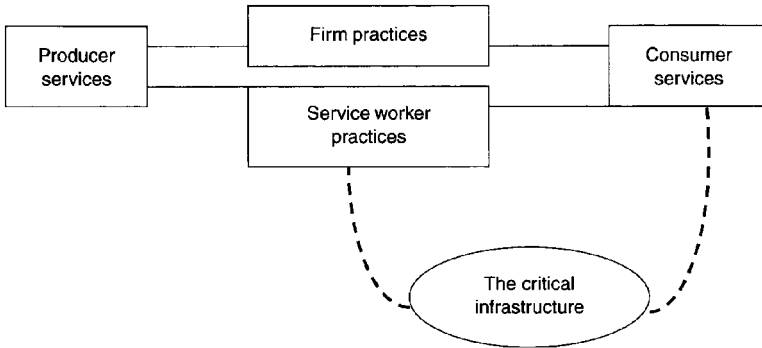 Producer
services
Firm practices
Service worker
practices
Consumer
services
The critical
infrastructure